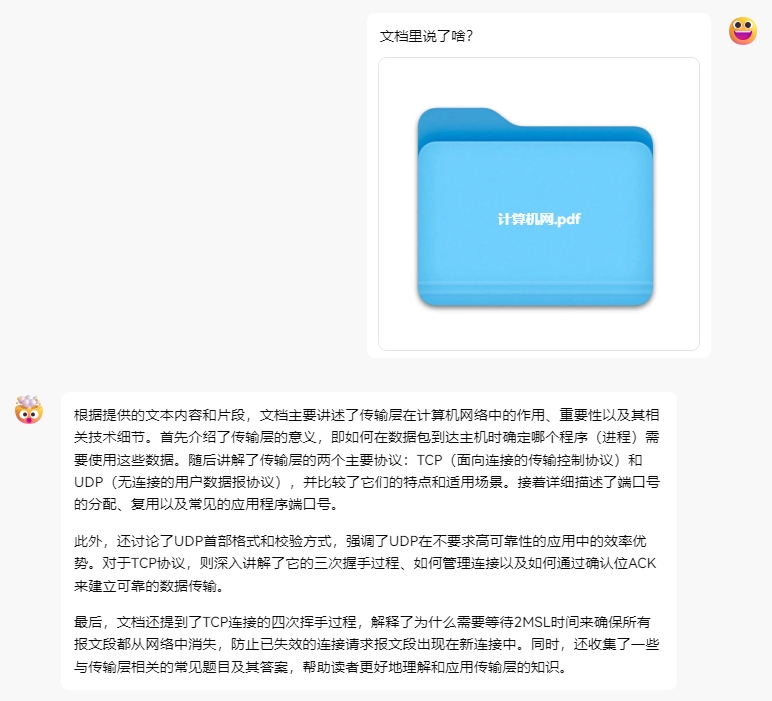 文档里说了啥？
计算机网.pdf
根据提供的文本内容和片段，文档主要讲述了传输层在计算机网络中的作用、重要性以及其相
关技术细节。首先介绍了传输层的意义，即如何在数据包到达主机时确定哪个程序（进程）需
要使用这些数据。随后讲解了传输层的两个主要协议：TCP（面向连接的传输控制协议）和
UDP（无连接的用户数据报协议），并比较了它们的特点和适用场景。接着详细描述了端口号
的分配、复用以及常见的应用程序端口号。
此外，还讨论了UDP首部格式和校验方式，强调了UDP在不要求高可靠性的应用中的效率优
势。对于TCP协议，则深入讲解了它的三次握手过程、如何管理连接以及如何通过确认位ACK
来建立可靠的数据传输。
最后，文档还提到了TCP连接的四次挥手过程，解释了为什么需要等待2MSL时间来确保所有
报文段都从网络中消失，防止已失效的连接请求报文段出现在新连接中。同时，还收集了一些
与传输层相关的常见题目及其答案，帮助读者更好地理解和应用传输层的知识。